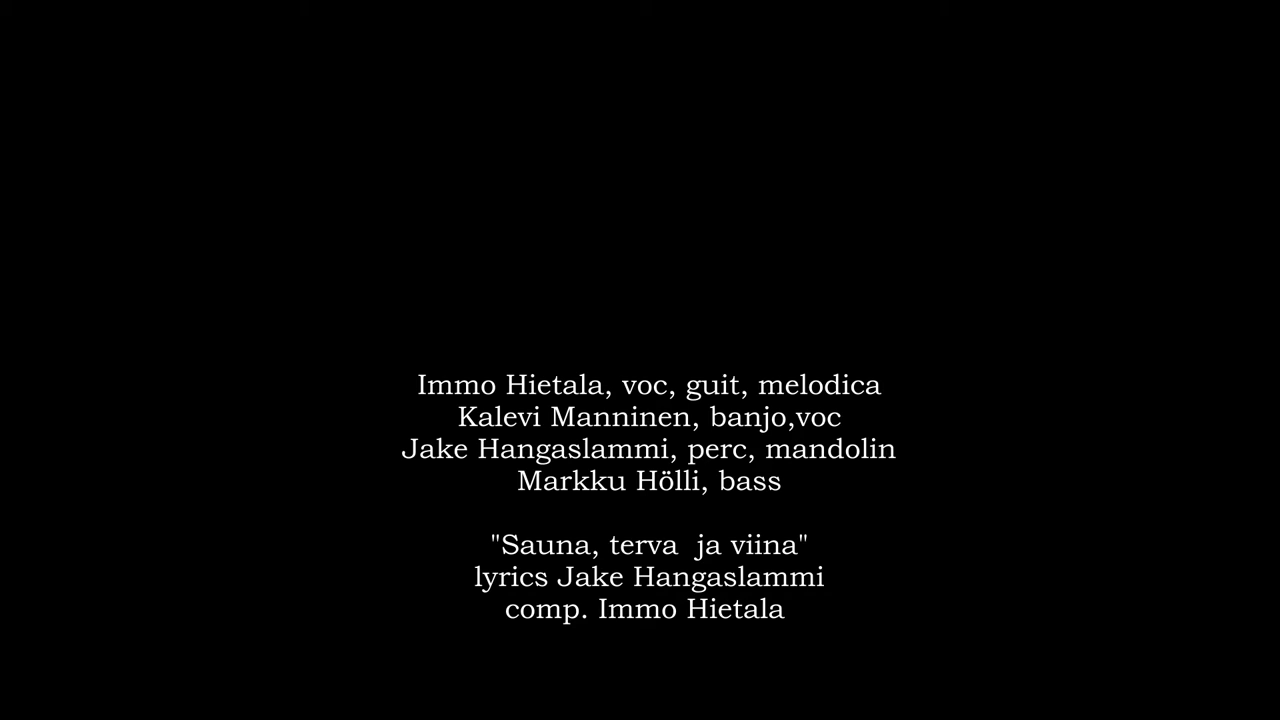 Immo Hietala, voc, guit, melodica
Kalevi Manninen, banjo,voc
Jake Hangaslammi, perc, mandolin
Markku Hölli, bass
"Sauna, terva  ja viina"
lyrics Jake Hangaslammi
comp. Immo Hietala